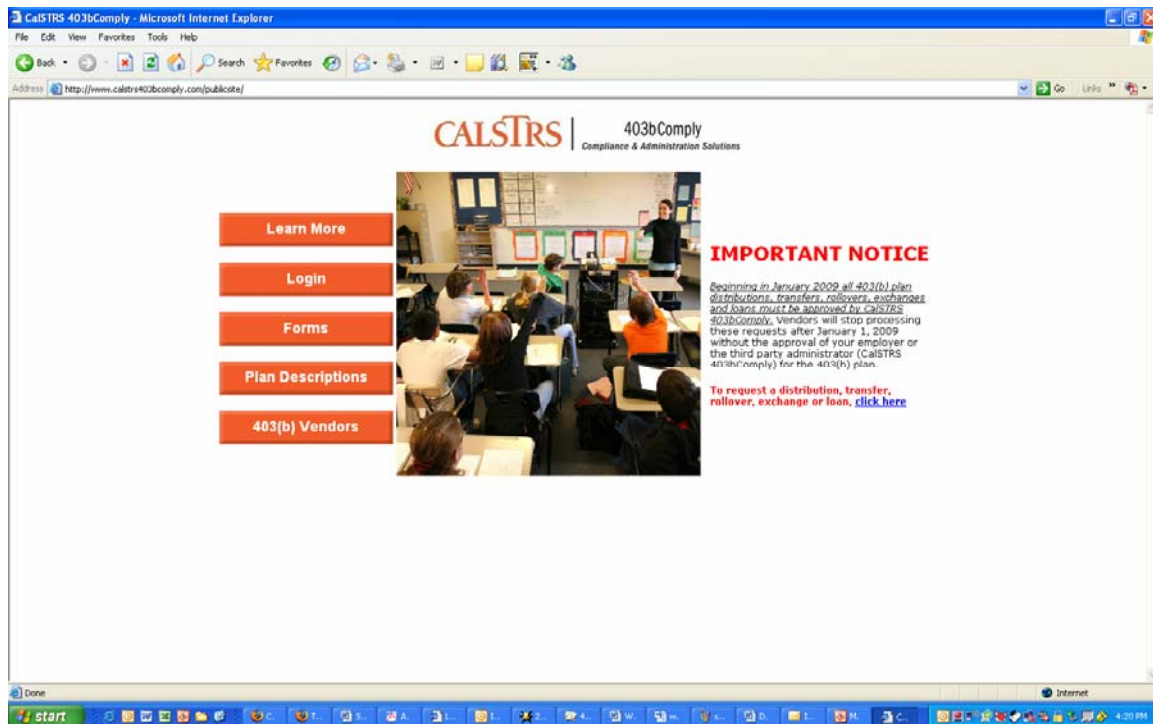 CalSTRS 403bComply - Microsoft Internet Explorer
File Edit View Favorites Tools Help
Back Search Favorites
Address http://www.calstrs403bcomply.com/publicsite/ Go Links »
CALSTRS 403bComply
Compliance & Administration Solutions
Learn More
Login
Forms
Plan Descriptions
403(b) Vendors
IMPORTANT NOTICE
Beginning in January 2009 all 403(b) plan
distributions, transfers, rollovers, exchanges
and loans must be approved by CalSTRS
403bComply. Vendors will stop processing
these requests after January 1, 2009
without the approval of your employer or
the third party administrator (CalSTRS
403bComply) for the 403(b) plan.
To request a distribution, transfer,
rollover, exchange or loan, click here
Done Internet
start C. T.. S.. A. L... I.. 2.. 4.. W. w. s.. D. I.. M. C.. 4:20 PM